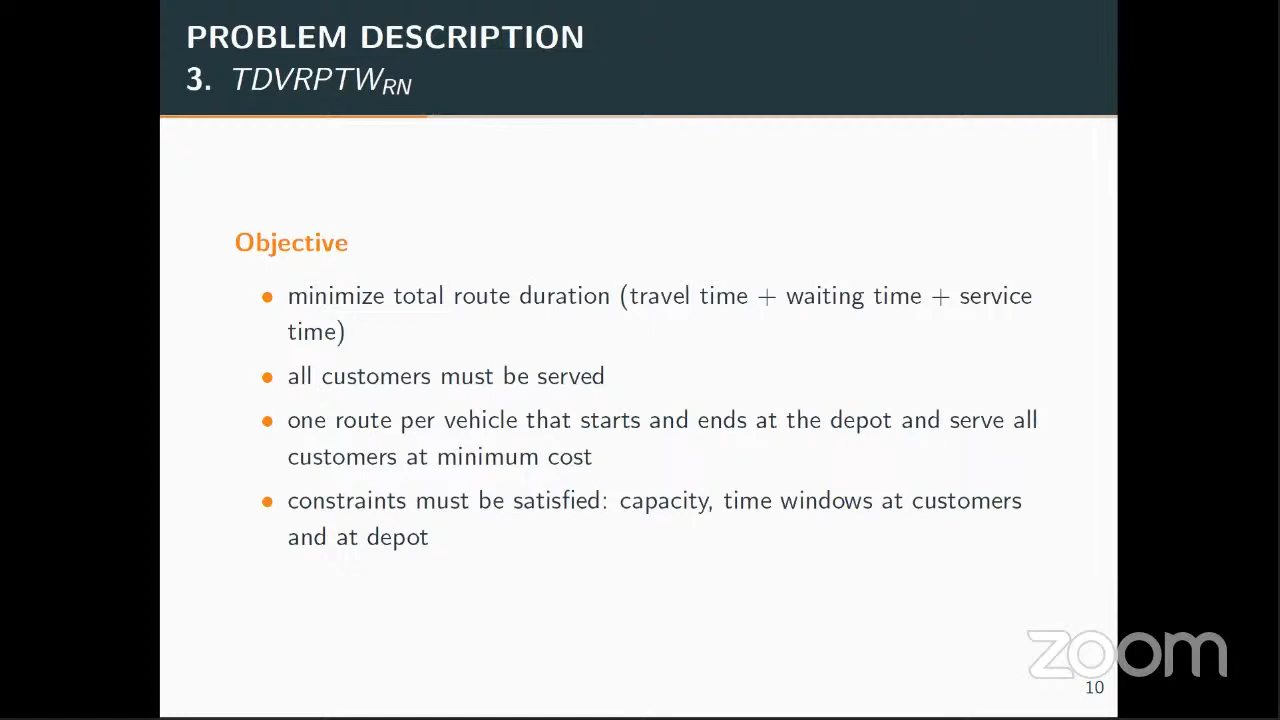 PROBLEM DESCRIPTION
3. TDVRPTW_RN
Objective
• minimize total route duration (travel time + waiting time + service
time)
• all customers must be served
• one route per vehicle that starts and ends at the depot and serve all
customers at minimum cost
• constraints must be satisfied: capacity, time windows at customers
and at depot
zoom
10